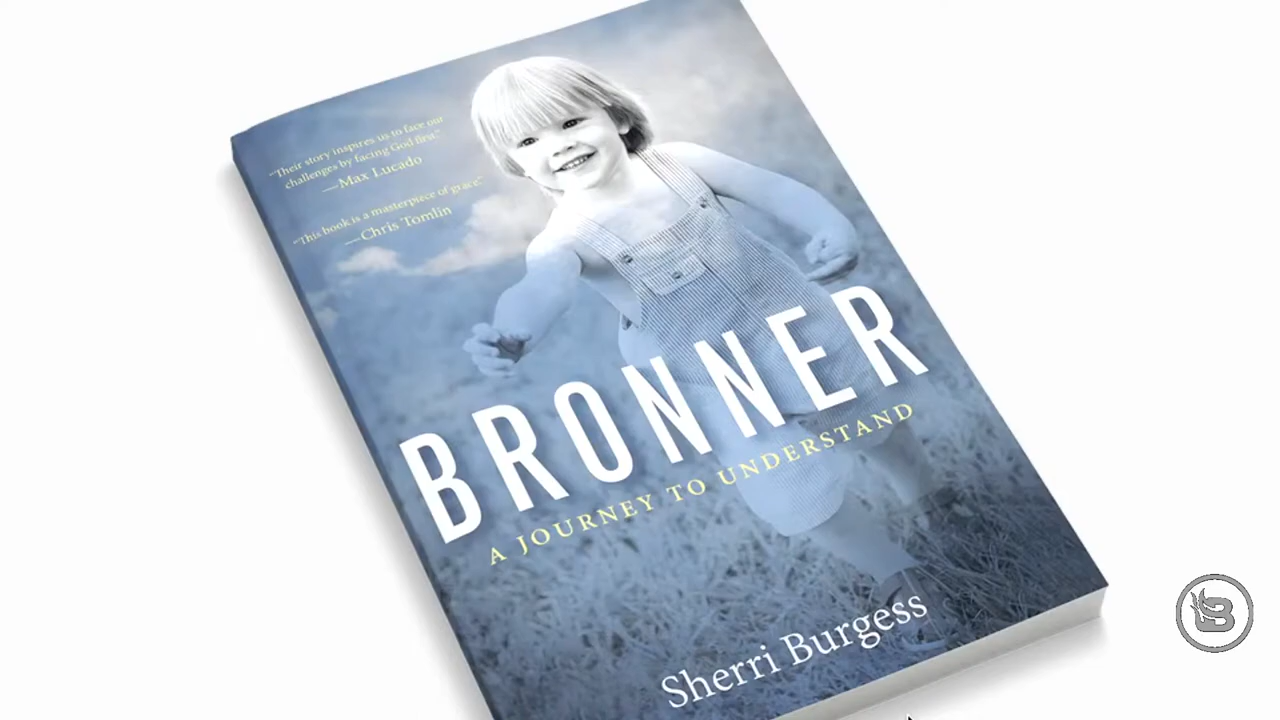 “Their story inspires us to face our
challenges by facing God first.”
—Max Lucado
“This book is a masterpiece of grace.”
—Chris Tomlin
BRONNER
A JOURNEY TO UNDERSTAND
Sherri Burgess
B